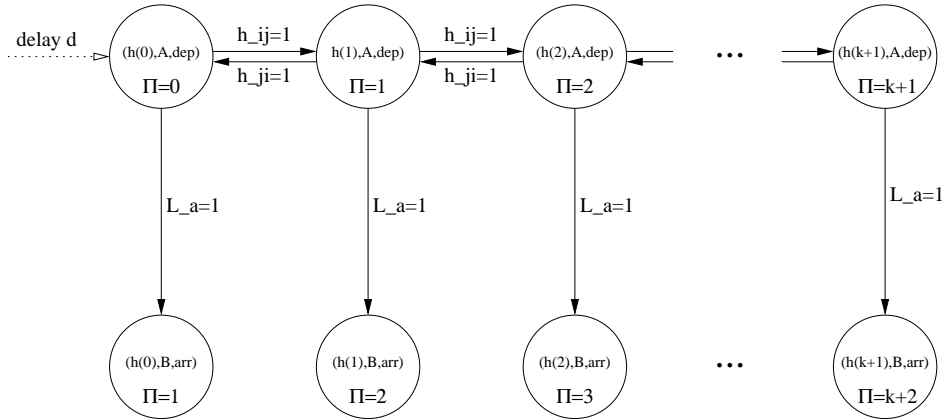 delay d
(h(0),A,dep)
Π=0
h_ij=1
h_ji=1
h(1),A,dep)
Π=1
h_ij=1
h_ji=1
(h(2),A,dep)
Π=2
...
(h(k+1),A,dep)
Π=k+1
L_a=1
L_a=1
L_a=1
L_a=1
(h(0),B,arr)
Π=1
(h(1),B,arr)
Π=2
(h(2),B,arr)
Π=3
...
(h(k+1),B,arr)
Π=k+2